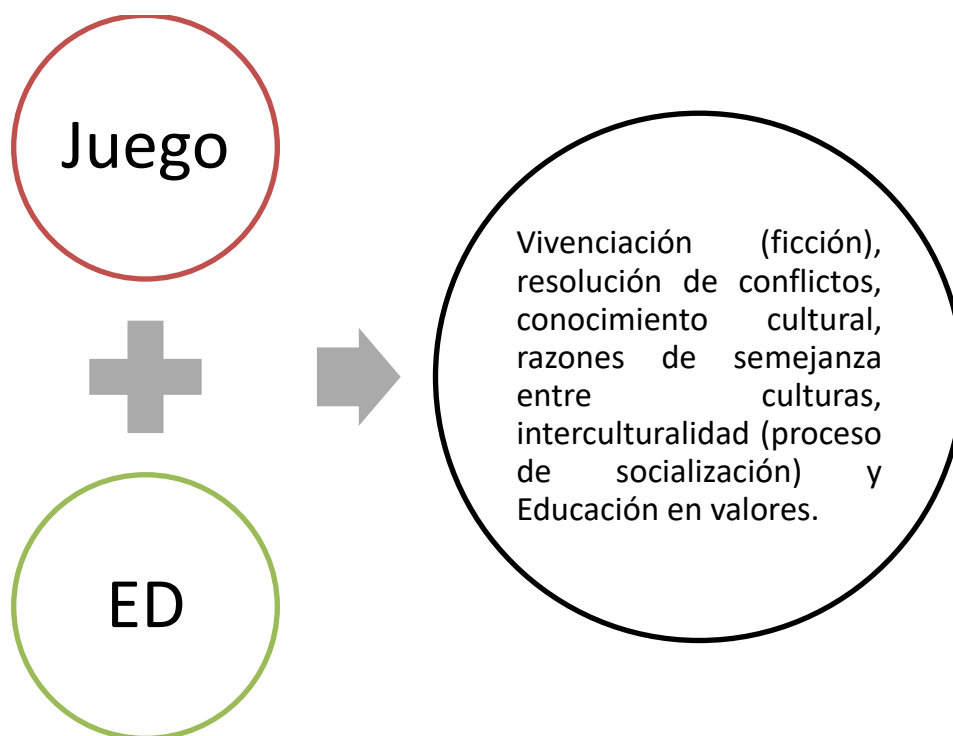 Juego
ED
Vivenciación (ficción),
resolución de conflictos,
conocimiento cultural,
razones de semejanza
entre culturas,
interculturalidad (proceso
de socialización) y
Educación en valores.